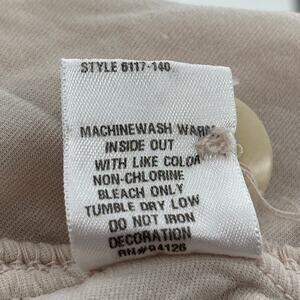 STYLE 6117-140
MACHINEWASH WARM
INSIDE OUT
WITH LIKE COLOR
NON-CHLORINE
BLEACH ONLY
TUMBLE DRY LOW
DO NOT IRON
DECORATION
RN#94126